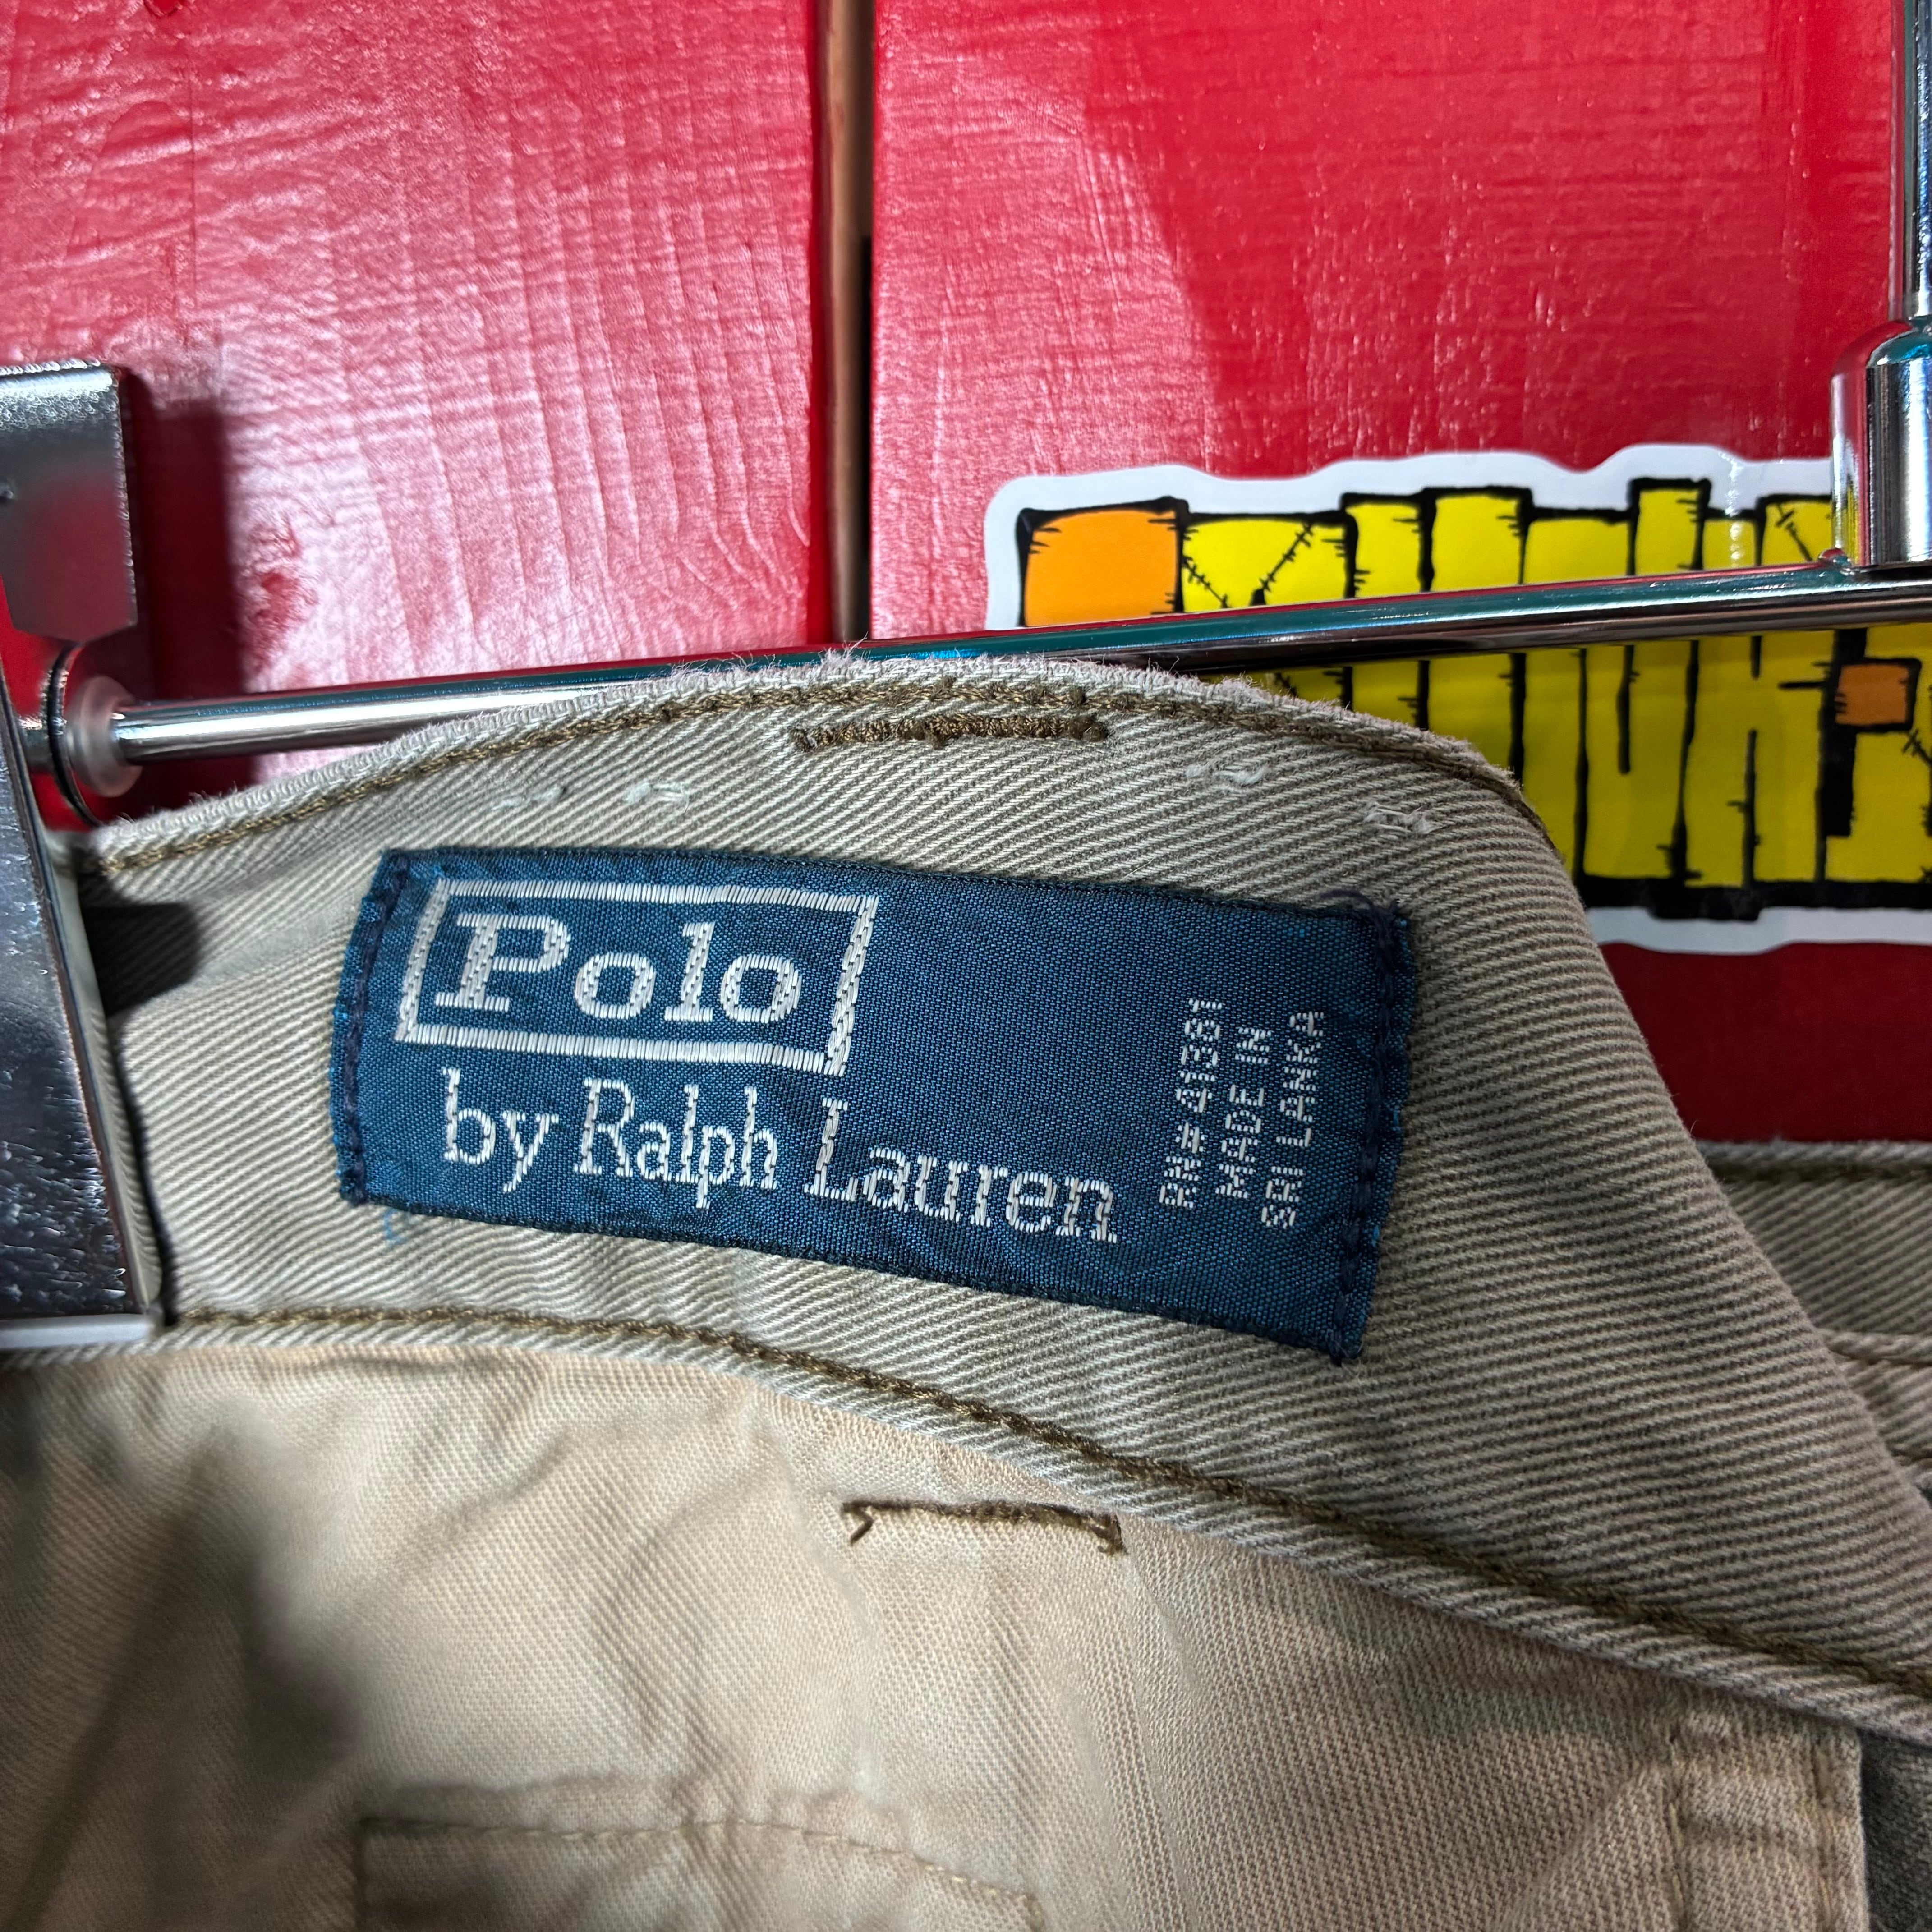 Polo
by Ralph Lauren
RN# 41381
MADE IN
SRI LANKA